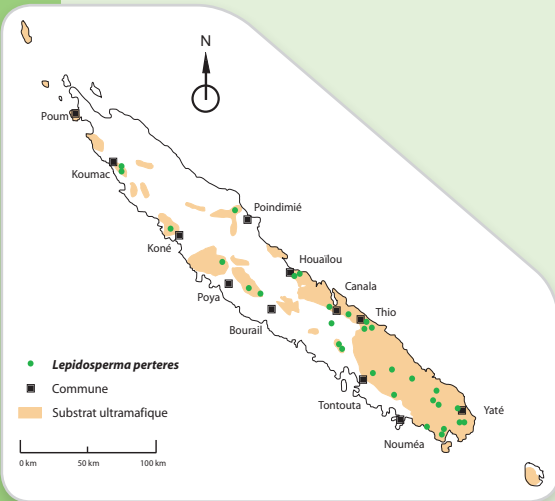 N
Poum
Koumac
Poindimié
Koné
Houaïlou
Canala
Poya
Thio
Bourail
Lepidosperma perteres
Commune
Substrat ultramafique
Tontouta
Yaté
Nouméa
0 km 50 km 100 km